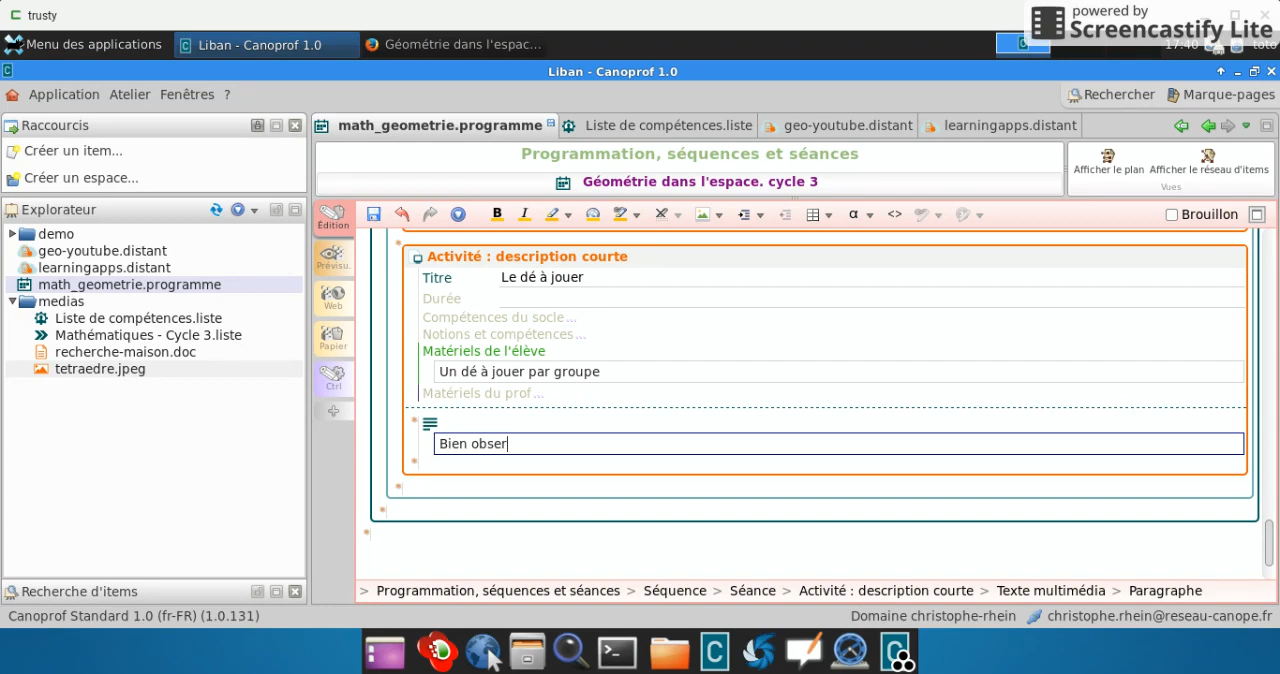 trusty
powered by
Screencastify Lite
Menu des applications
Liban - Canoprof 1.0
Géométrie dans l'espac...
17:40
toto
Liban - Canoprof 1.0
Application Atelier Fenêtres ?
Rechercher Marque-pages
Raccourcis
math_geometrie.programme
Liste de compétences.liste
geo-youtube.distant
learningapps.distant
Créer un item...
Créer un espace...
Programmation, séquences et séances
Géométrie dans l'espace. cycle 3
Afficher le plan Afficher le réseau d'items
Vues
Explorateur
Édition
Brouillon
demo
geo-youtube.distant
learningapps.distant
math_geometrie.programme
medias
Liste de compétences.liste
Mathématiques - Cycle 3.liste
recherche-maison.doc
tetraedre.jpeg
Prévisu.
Web
Papier
Ctrl
Activité : description courte
Titre Le dé à jouer
Durée
Compétences du socle...
Notions et compétences...
Matériels de l'élève
Un dé à jouer par groupe
Matériels du prof...
Bien obser
Recherche d'items
> Programmation, séquences et séances > Séquence > Séance > Activité : description courte > Texte multimédia > Paragraphe
Canoprof Standard 1.0 (fr-FR) (1.0.131)
Domaine christophe-rhein
christophe.rhein@reseau-canope.fr